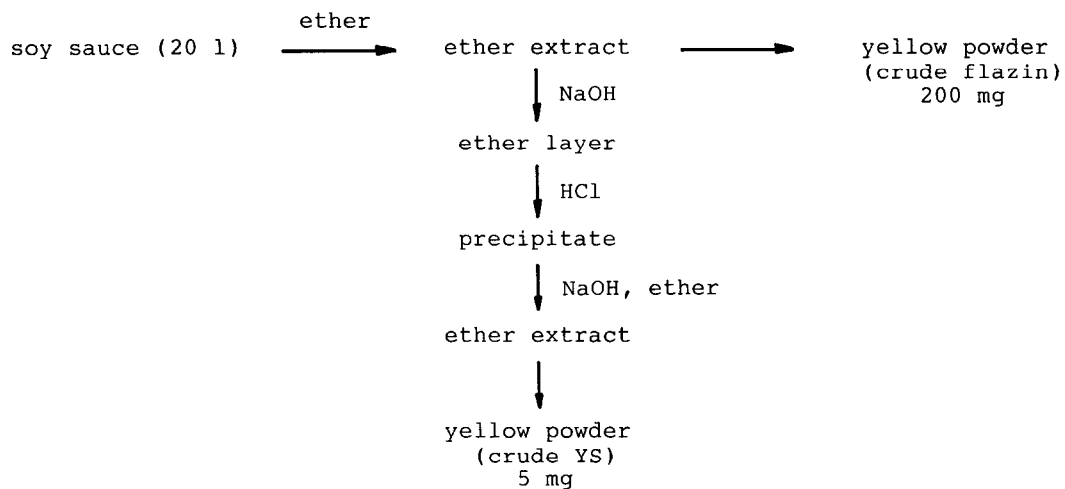 ether
soy sauce (20 l)
ether extract
yellow powder
(crude flazin)
200 mg
NaOH
ether layer
HCl
precipitate
NaOH, ether
ether extract
yellow powder
(crude YS)
5 mg